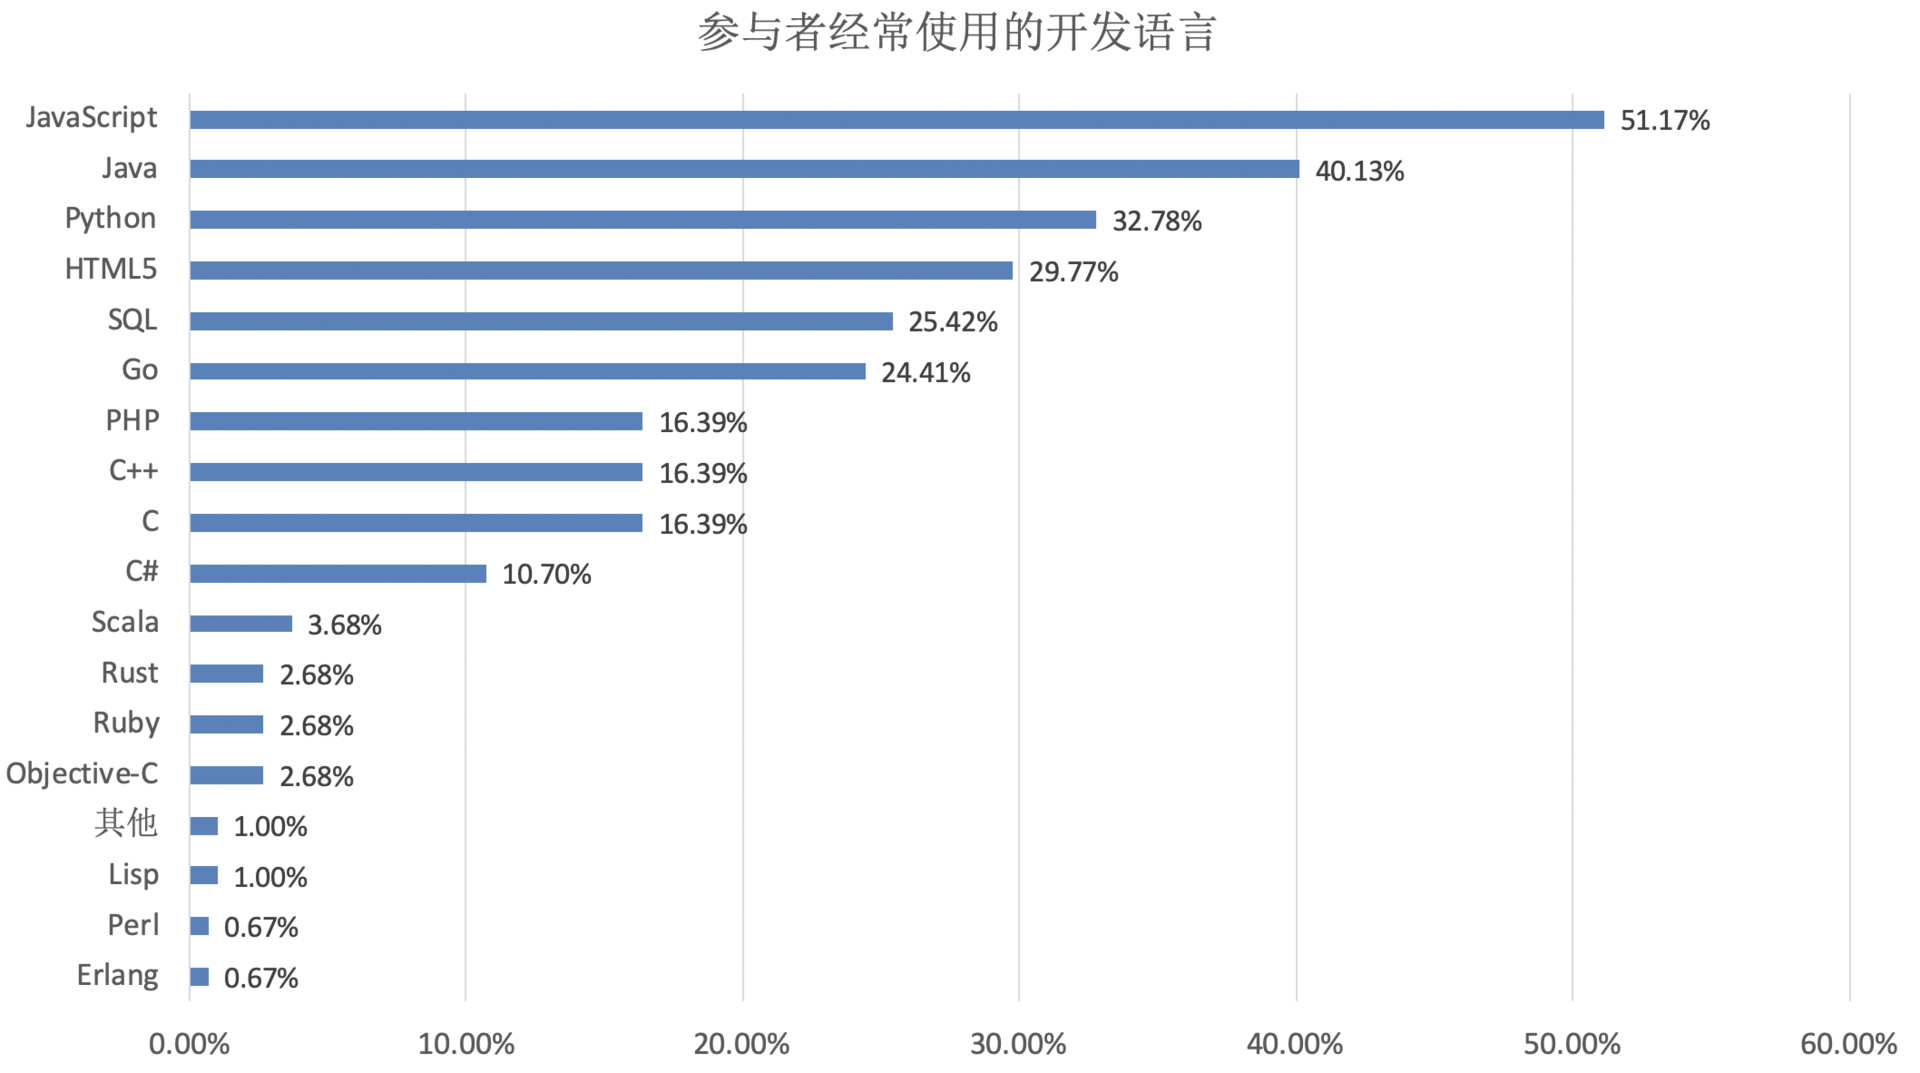 参与者经常使用的开发语言
JavaScript 51.17%
Java 40.13%
Python 32.78%
HTML5 29.77%
SQL 25.42%
Go 24.41%
PHP 16.39%
C++ 16.39%
C 16.39%
C# 10.70%
Scala 3.68%
Rust 2.68%
Ruby 2.68%
Objective-C 2.68%
其他 1.00%
Lisp 1.00%
Perl 0.67%
Erlang 0.67%
0.00% 10.00% 20.00% 30.00% 40.00% 50.00% 60.00%